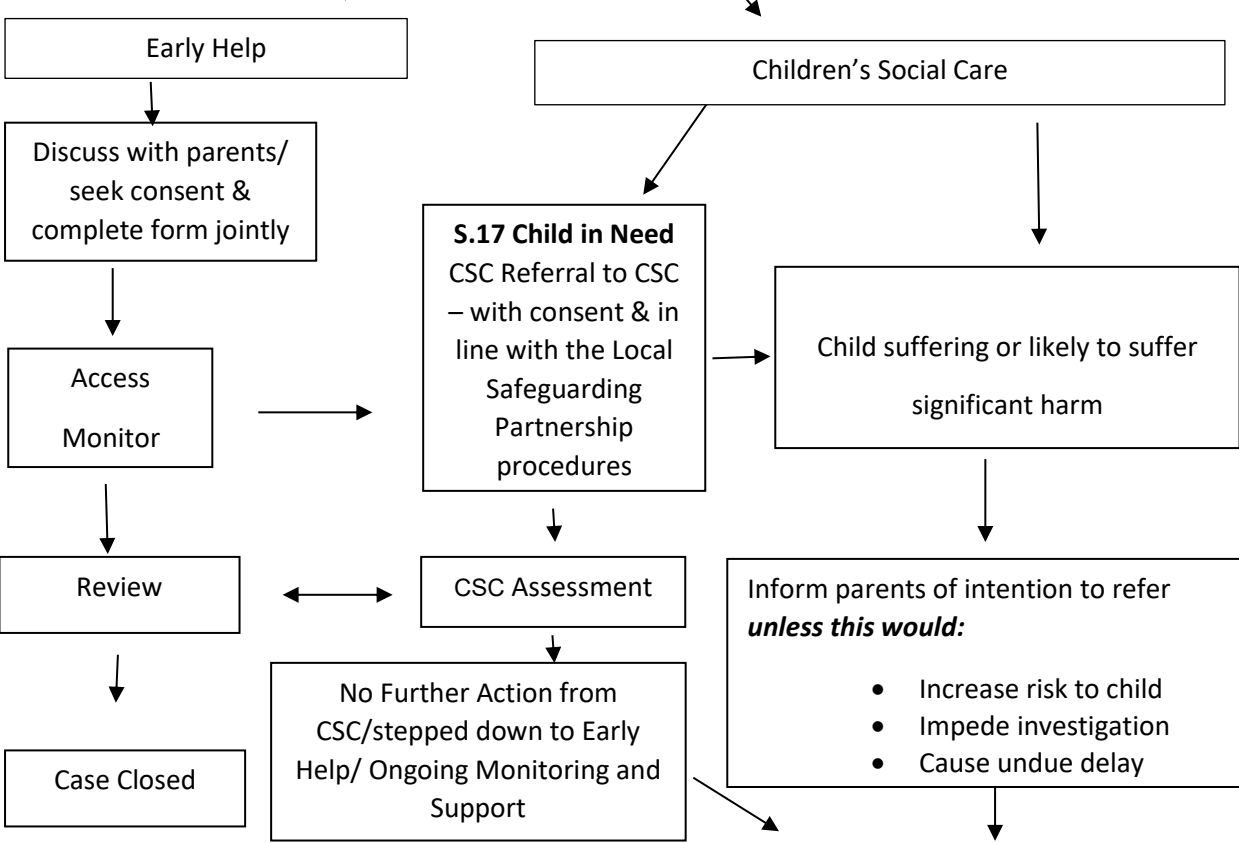 Early Help
Children’s Social Care
Discuss with parents/
seek consent &
complete form jointly
S.17 Child in Need
CSC Referral to CSC
– with consent & in
line with the Local
Safeguarding
Partnership
procedures
Child suffering or likely to suffer
significant harm
Access
Monitor
Review
CSC Assessment
Inform parents of intention to refer
unless this would:
• Increase risk to child
• Impede investigation
• Cause undue delay
No Further Action from
CSC/stepped down to Early
Help/ Ongoing Monitoring and
Support
Case Closed